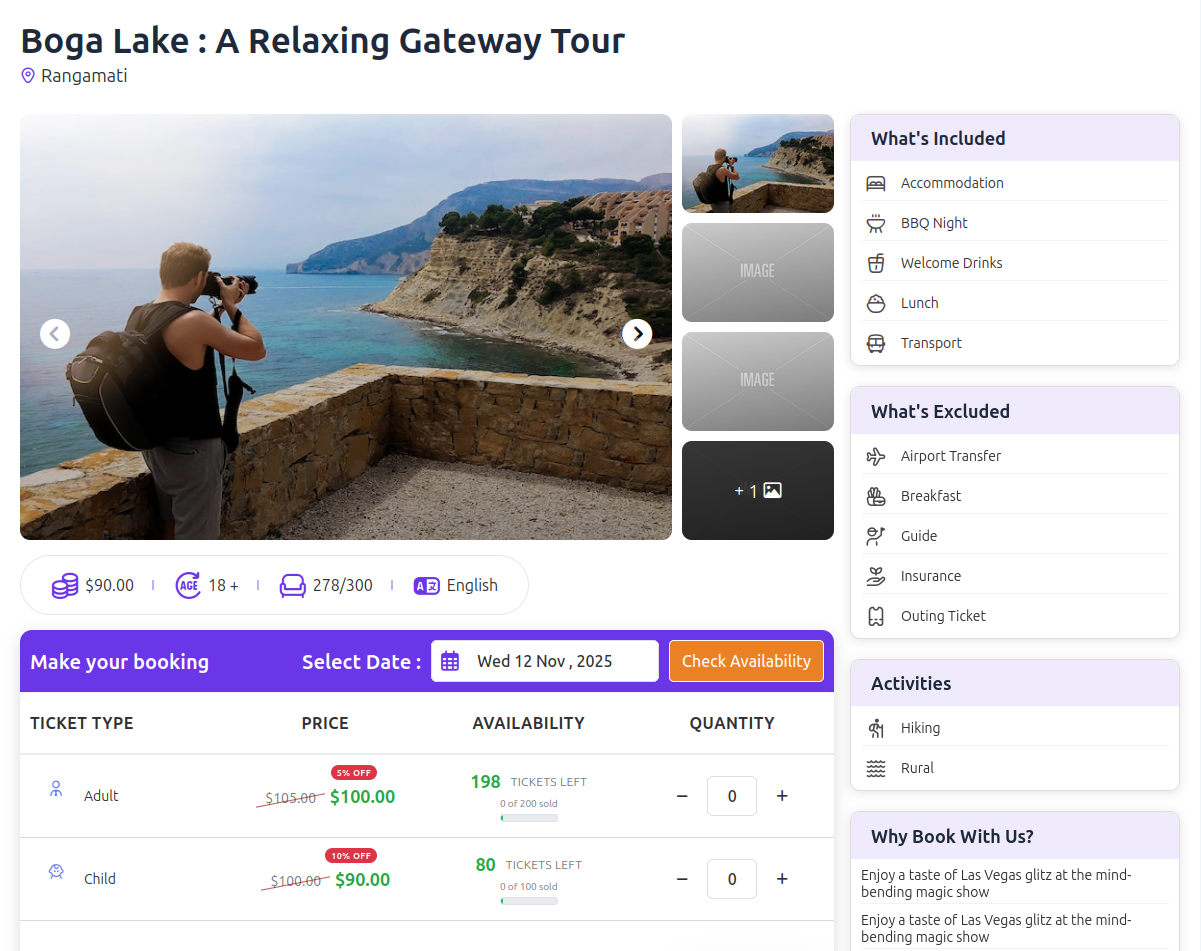 Boga Lake : A Relaxing Gateway Tour
Rangamati
IMAGE
IMAGE
+ 1
$90.00
AGE 18 +
278/300
A English
Make your booking
Select Date :
Wed 12 Nov , 2025
Check Availability
TICKET TYPE PRICE AVAILABILITY QUANTITY
5% OFF
Adult $105.00 $100.00 198 TICKETS LEFT − 0 +
0 of 200 sold
10% OFF
Child $100.00 $90.00 80 TICKETS LEFT − 0 +
0 of 100 sold
What's Included
Accommodation
BBQ Night
Welcome Drinks
Lunch
Transport
What's Excluded
Airport Transfer
Breakfast
Guide
Insurance
Outing Ticket
Activities
Hiking
Rural
Why Book With Us?
Enjoy a taste of Las Vegas glitz at the mind-
bending magic show
Enjoy a taste of Las Vegas glitz at the mind-
bending magic show